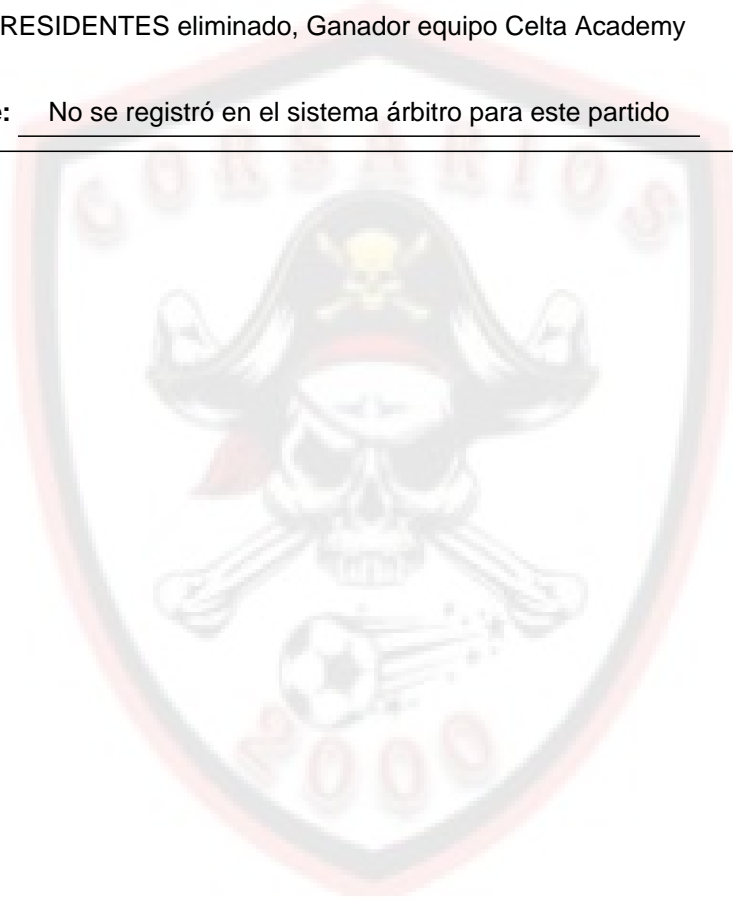 RESIDENTES eliminado, Ganador equipo Celta Academy
: No se registró en el sistema árbitro para este partido
CORSARIOS
2000